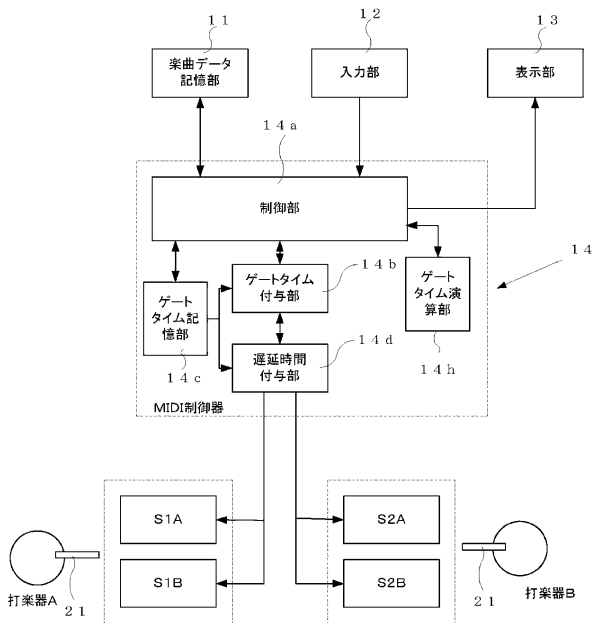 １１
１２
１３
楽曲データ
記憶部
入力部
表示部
１４ａ
制御部
１４
ゲート
タイム記
憶部
ゲートタイム
付与部
１４ｂ
ゲート
タイム演
算部
遅延時間
付与部
１４ｄ
１４ｃ
１４ｈ
MIDI制御器
S1A
S2A
S1B
S2B
打楽器A
２１
２１
打楽器B